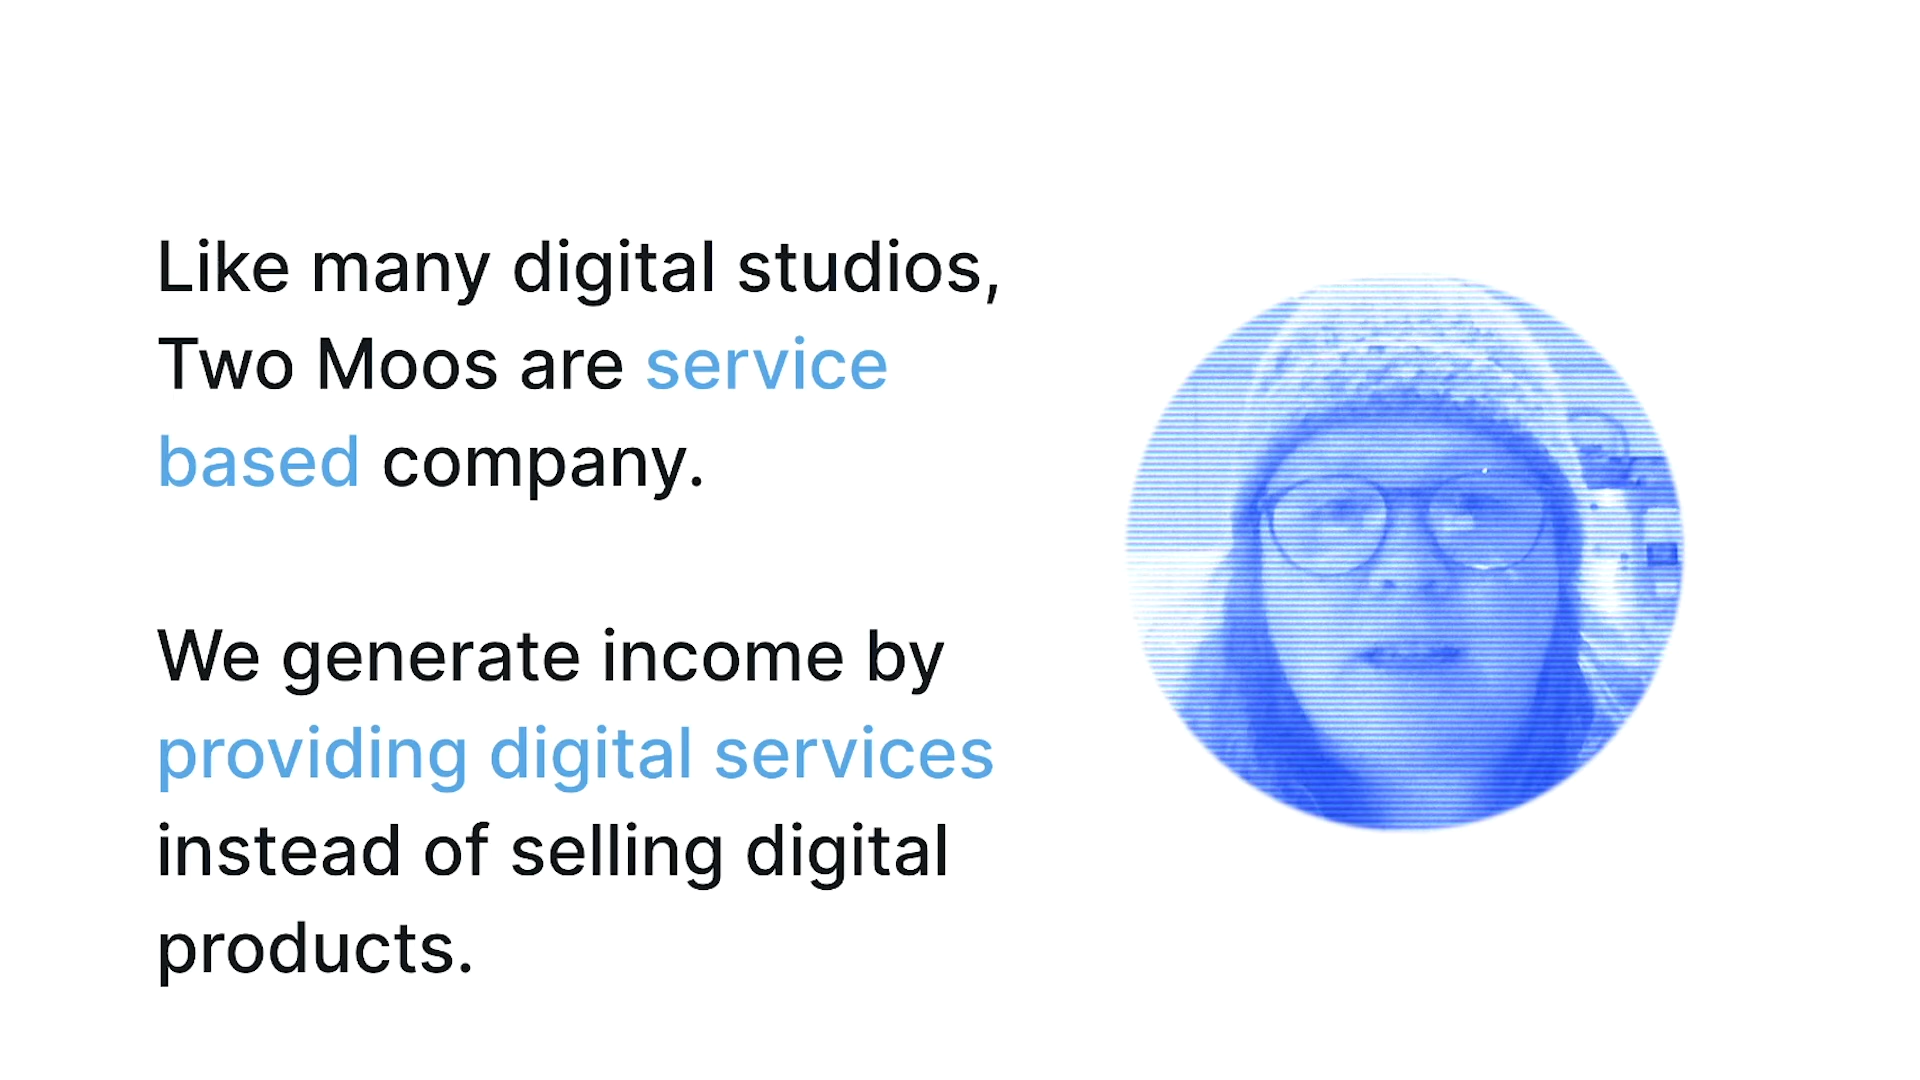 Like many digital studios,
Two Moos are service
based company.
We generate income by
providing digital services
instead of selling digital
products.